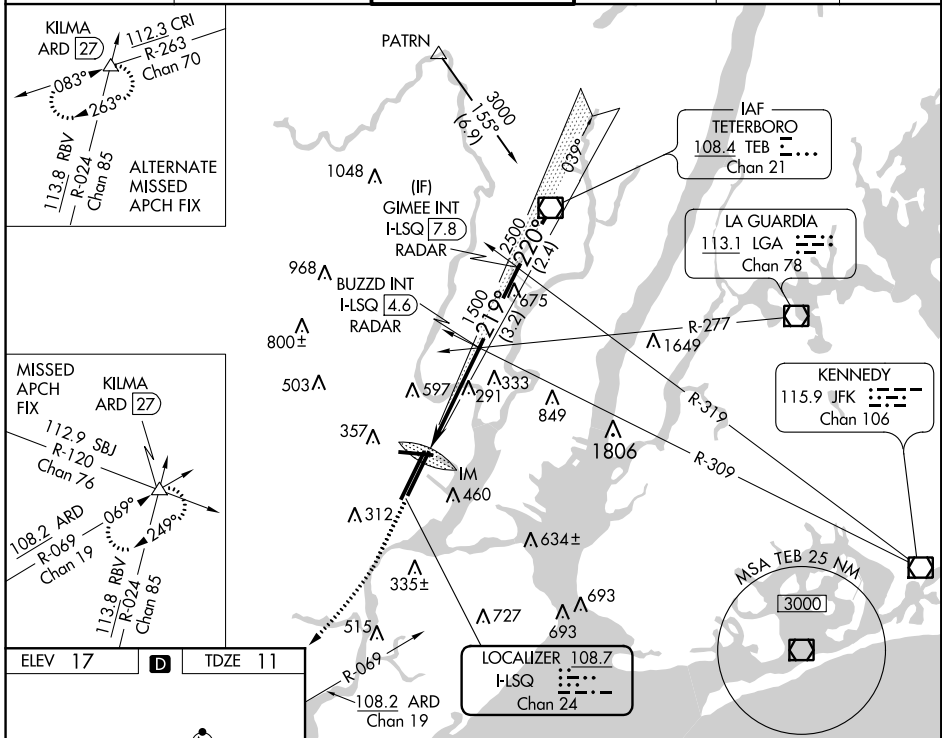 KILMA
ARD 27
112.3 CRI
R-263
Chan 70
083°
263°
113.8 RBV
R-024
Chan 85
ALTERNATE
MISSED
APCH FIX
PATRN
3000
155°
(6.9)
1048
(IF)
GIMEE INT
I-LSQ 7.8
RADAR
2500
220°
(2.4)
039°
IAF
TETERBORO
108.4 TEB
Chan 21
LA GUARDIA
113.1 LGA
Chan 78
968
BUZZD INT
I-LSQ 4.6
RADAR
1500
219°
(3.2)
675
R-277
1649
800±
503
597
291
333
849
1806
R-319
R-309
KENNEDY
115.9 JFK
Chan 106
MISSED
APCH
FIX
KILMA
ARD 27
112.9 SBJ
R-120
Chan 76
069°
249°
108.2 ARD
R-069
Chan 19
113.8 RBV
R-024
Chan 85
357
IM
460
312
634±
335±
727
693
693
515
R-069
108.2 ARD
Chan 19
LOCALIZER 108.7
I-LSQ
Chan 24
MSA TEB 25 NM
3000
ELEV 17
D
TDZE 11